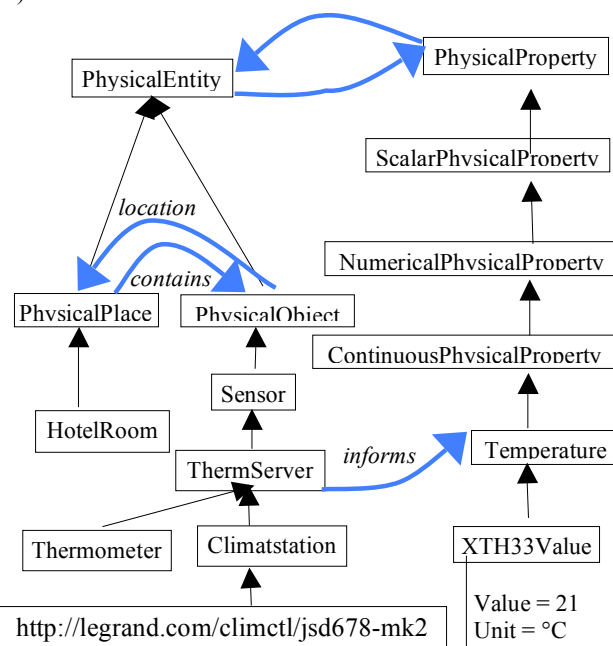 )
PhysicalEntity
PhysicalProperty
ScalarPhysicalProperty
location
contains
NumericalPhysicalProperty
PhysicalPlace
PhysicalObject
ContinuousPhysicalProperty
Sensor
HotelRoom
informs
Temperature
ThermServer
Thermometer
Climatstation
XTH33Value
Value = 21
Unit = °C
http://legrand.com/climctl/jsd678-mk2